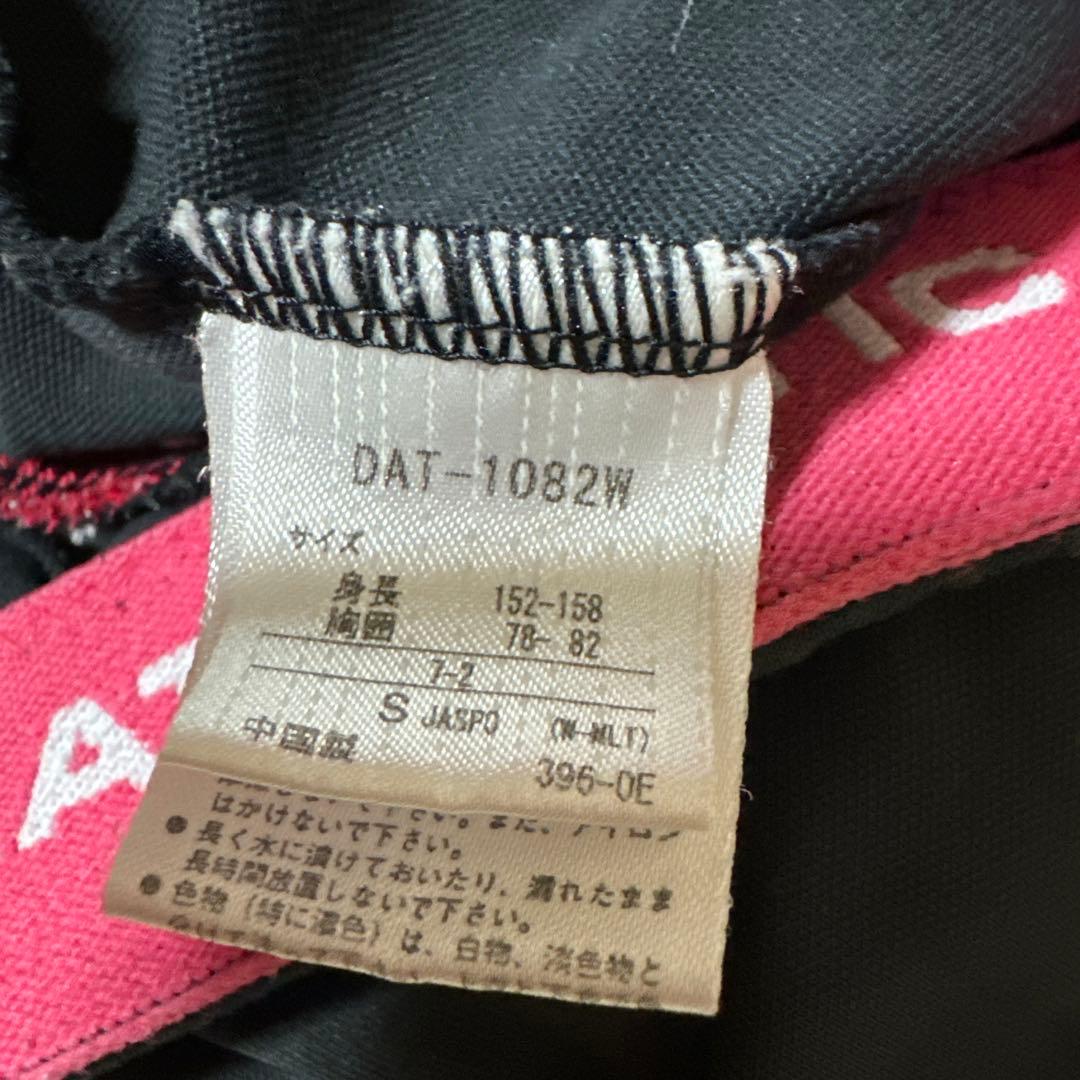 DAT-1082W
サイズ
身長 152-158
胸囲 78- 82
7-2
S JASPO (W-MLT)
中国製 396-0E
はかけないで下さい。
●長く水に漬けておいたり、濡れたまま
長時間放置しないで下さい。
●色物(特に濃色)は、白物、淡色物と